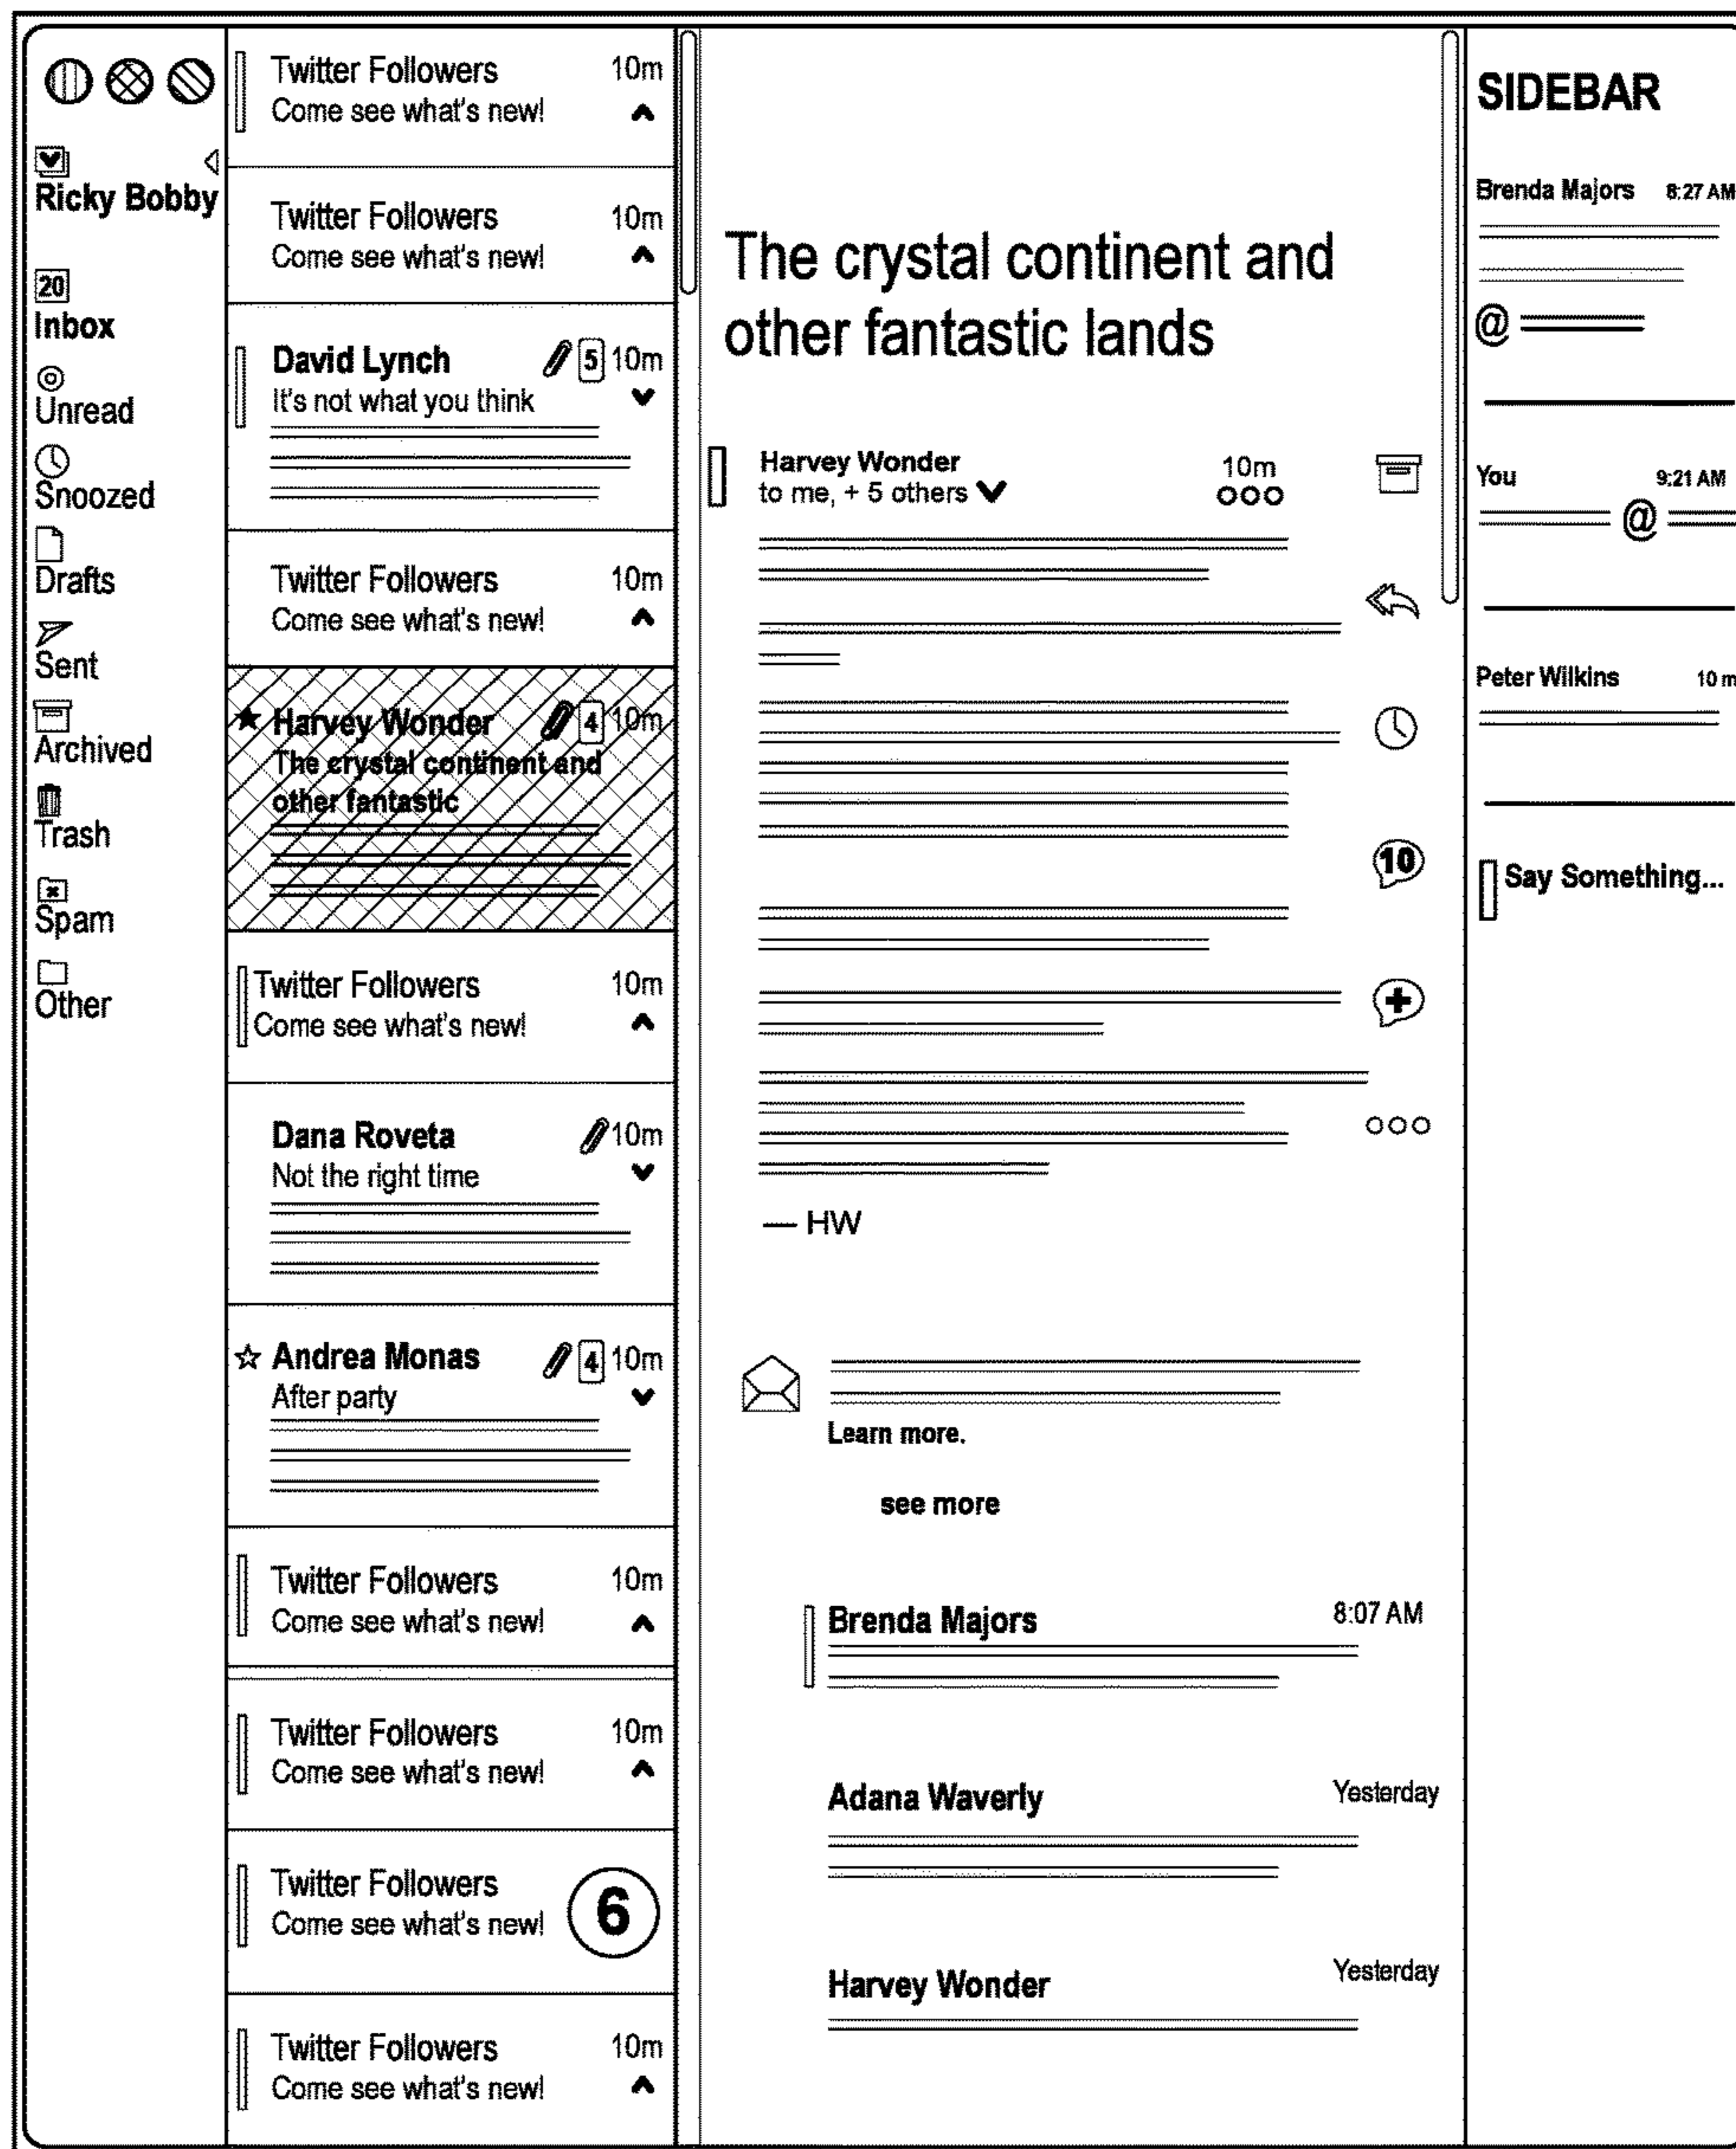 Ricky Bobby
20
Inbox
Unread
Snoozed
Drafts
Sent
Archived
Trash
Spam
Other
Twitter Followers 10m
Come see what's new!
Twitter Followers 10m
Come see what's new!
David Lynch 5 10m
It's not what you think
Twitter Followers 10m
Come see what's new!
Harvey Wonder 4 10m
The crystal continent and
other fantastic
Twitter Followers 10m
Come see what's new!
Dana Roveta 10m
Not the right time
Andrea Monas 4 10m
After party
Twitter Followers 10m
Come see what's new!
Twitter Followers 10m
Come see what's new!
Twitter Followers 6
Come see what's new!
Twitter Followers 10m
Come see what's new!
The crystal continent and
other fantastic lands
Harvey Wonder 10m
to me, + 5 others
10
— HW
Learn more.
see more
Brenda Majors 8:07 AM
Adana Waverly Yesterday
Harvey Wonder Yesterday
SIDEBAR
Brenda Majors 8:27 AM
@
You 9:21 AM
@
Peter Wilkins 10 m
Say Something...